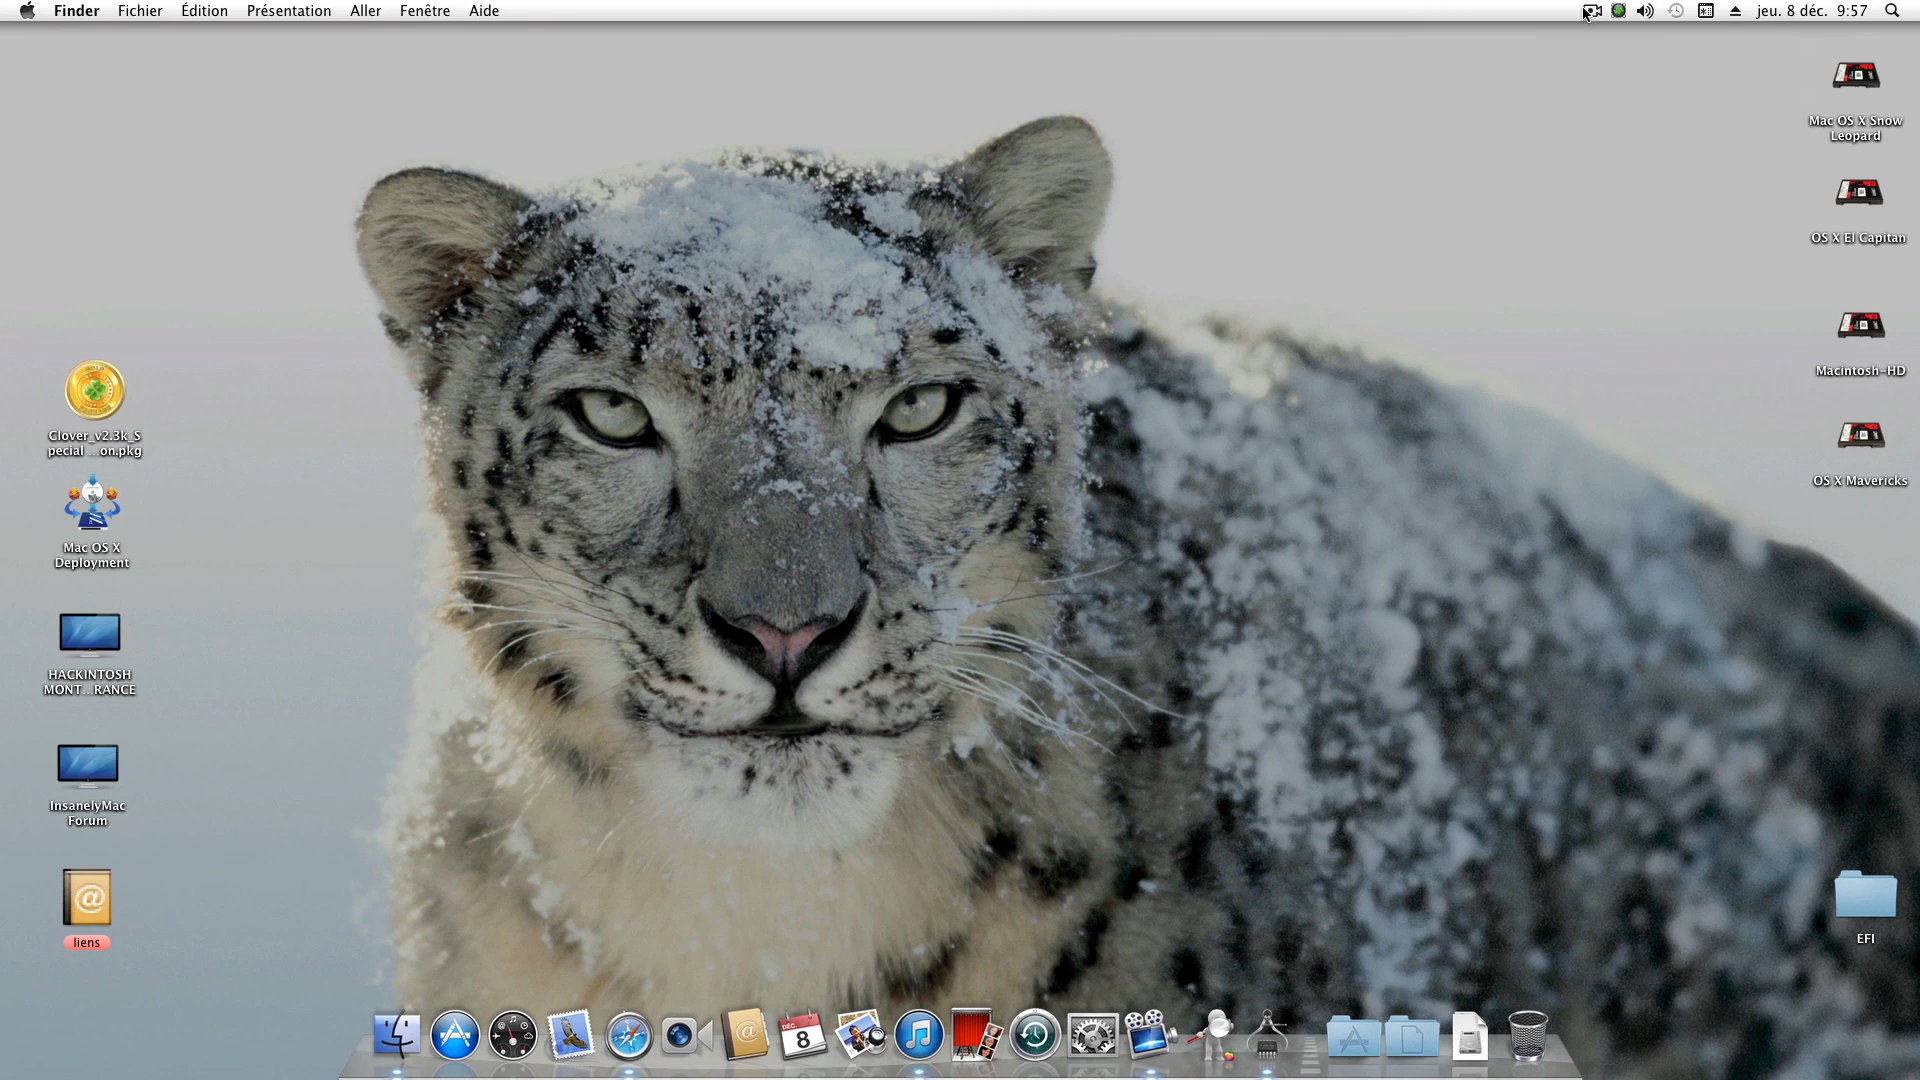 Finder Fichier Édition Présentation Aller Fenêtre Aide
jeu. 8 déc. 9:57
Mac OS X Snow
Leopard
OS X El Capitan
Macintosh-HD
OS X Mavericks
EFI
Clover_v2.3k_S
pecial ...on.pkg
Mac OS X
Deployment
HACKINTOSH
MONT...RANCE
InsanelyMac
Forum
liens
DÉC.
8